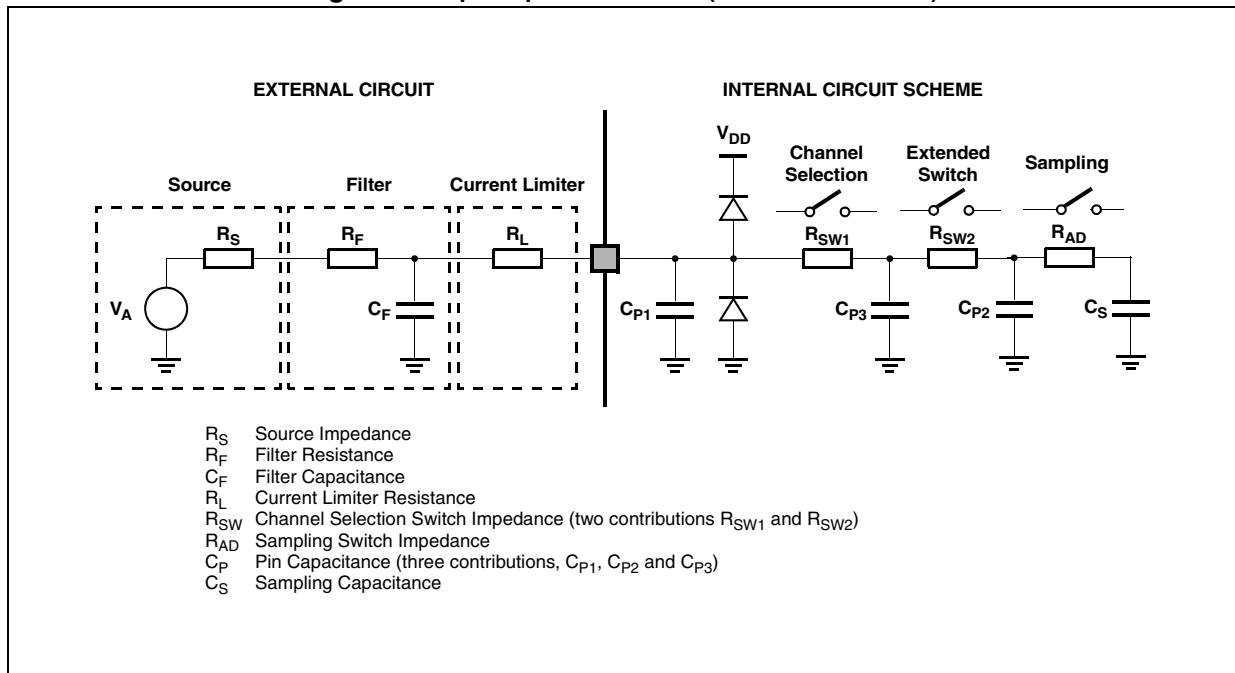 EXTERNAL CIRCUIT
INTERNAL CIRCUIT SCHEME
VDD
Channel
Selection
Extended
Switch
Sampling
Source
Filter
Current Limiter
RS
RF
RL
RSW1
RSW2
RAD
VA
CF
CP1
CP3
CP2
CS
RS Source Impedance
RF Filter Resistance
CF Filter Capacitance
RL Current Limiter Resistance
RSW Channel Selection Switch Impedance (two contributions RSW1 and RSW2)
RAD Sampling Switch Impedance
CP Pin Capacitance (three contributions, CP1, CP2 and CP3)
CS Sampling Capacitance